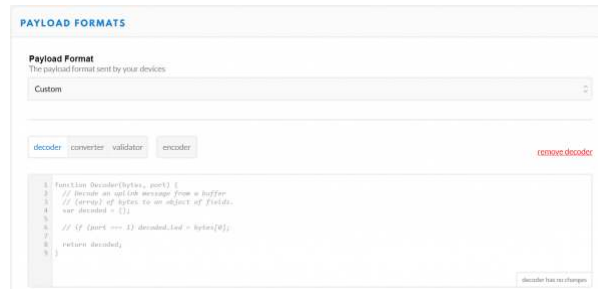 PAYLOAD FORMATS
Payload Format
The payload format sent by your devices
Custom
decoder converter validator encoder
remove decoder
1 function Decoder(bytes, port) {
2 // Decode an uplink message from a buffer
3 // (array) of bytes to an object of fields.
4 var decoded = {};
5
6 // if (port === 1) decoded.led = bytes[0];
7
8 return decoded;
9 }
decoder has no changes